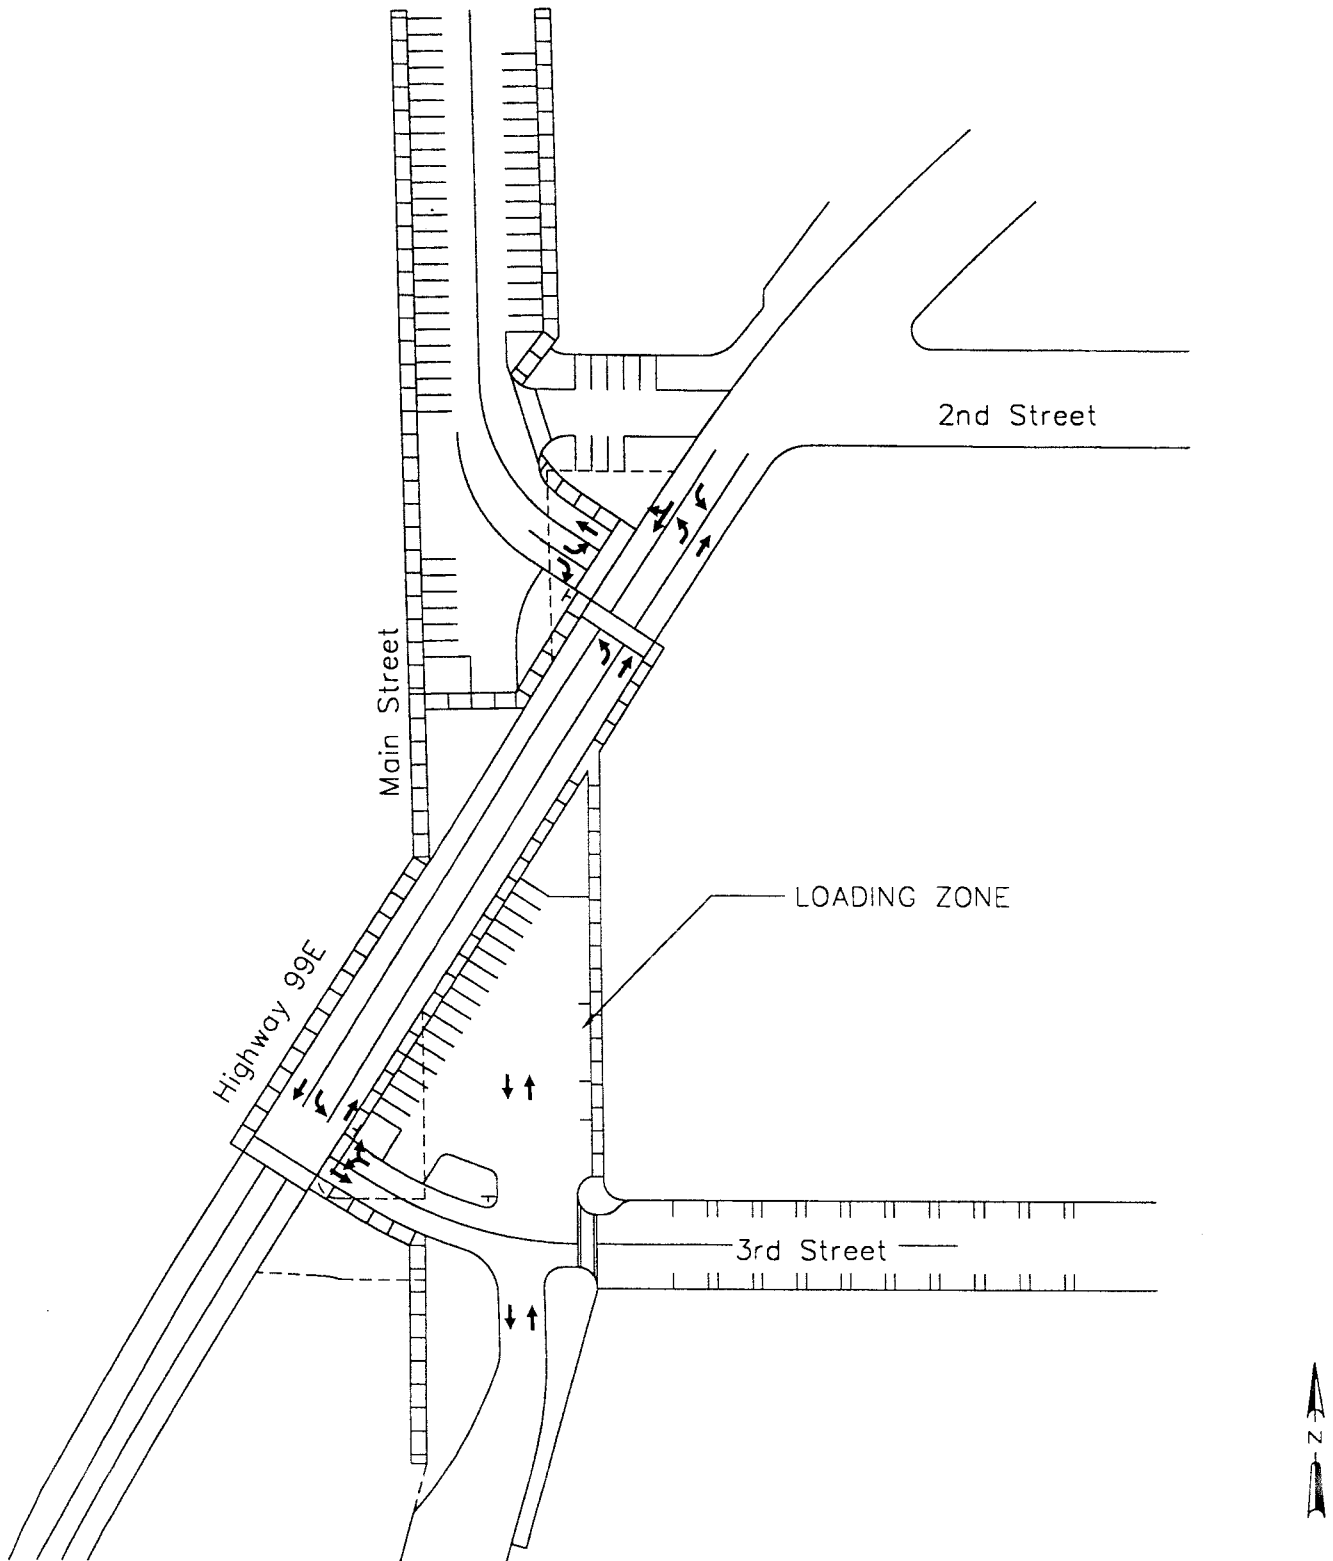 2nd Street
Main Street
LOADING ZONE
Highway 99E
3rd Street
N